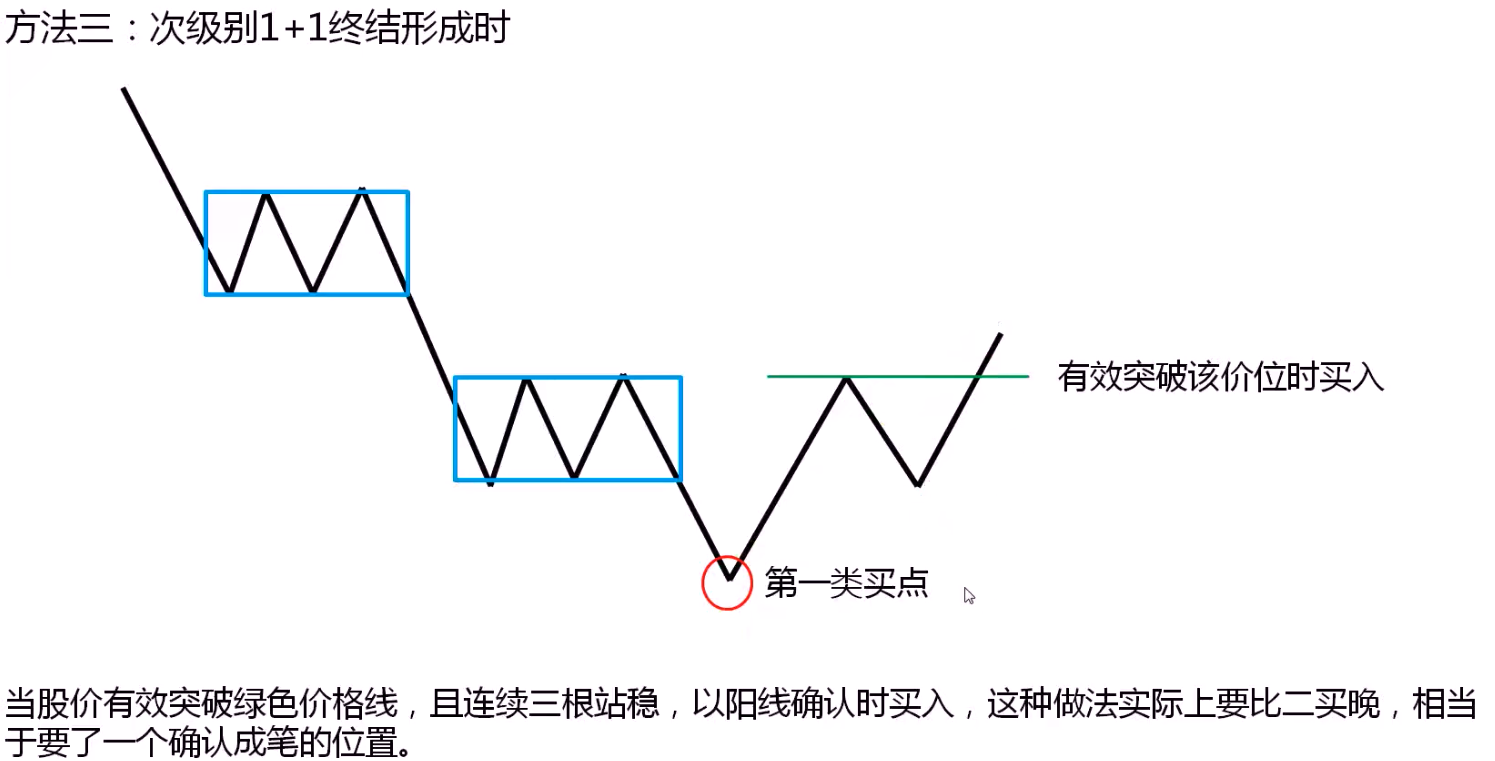 方法三：次级别1+1终结形成时
有效突破该价位时买入
第一类买点
当股价有效突破绿色价格线，且连续三根站稳，以阳线确认时买入，这种做法实际上要比二买晚，相当
于要了一个确认成笔的位置。